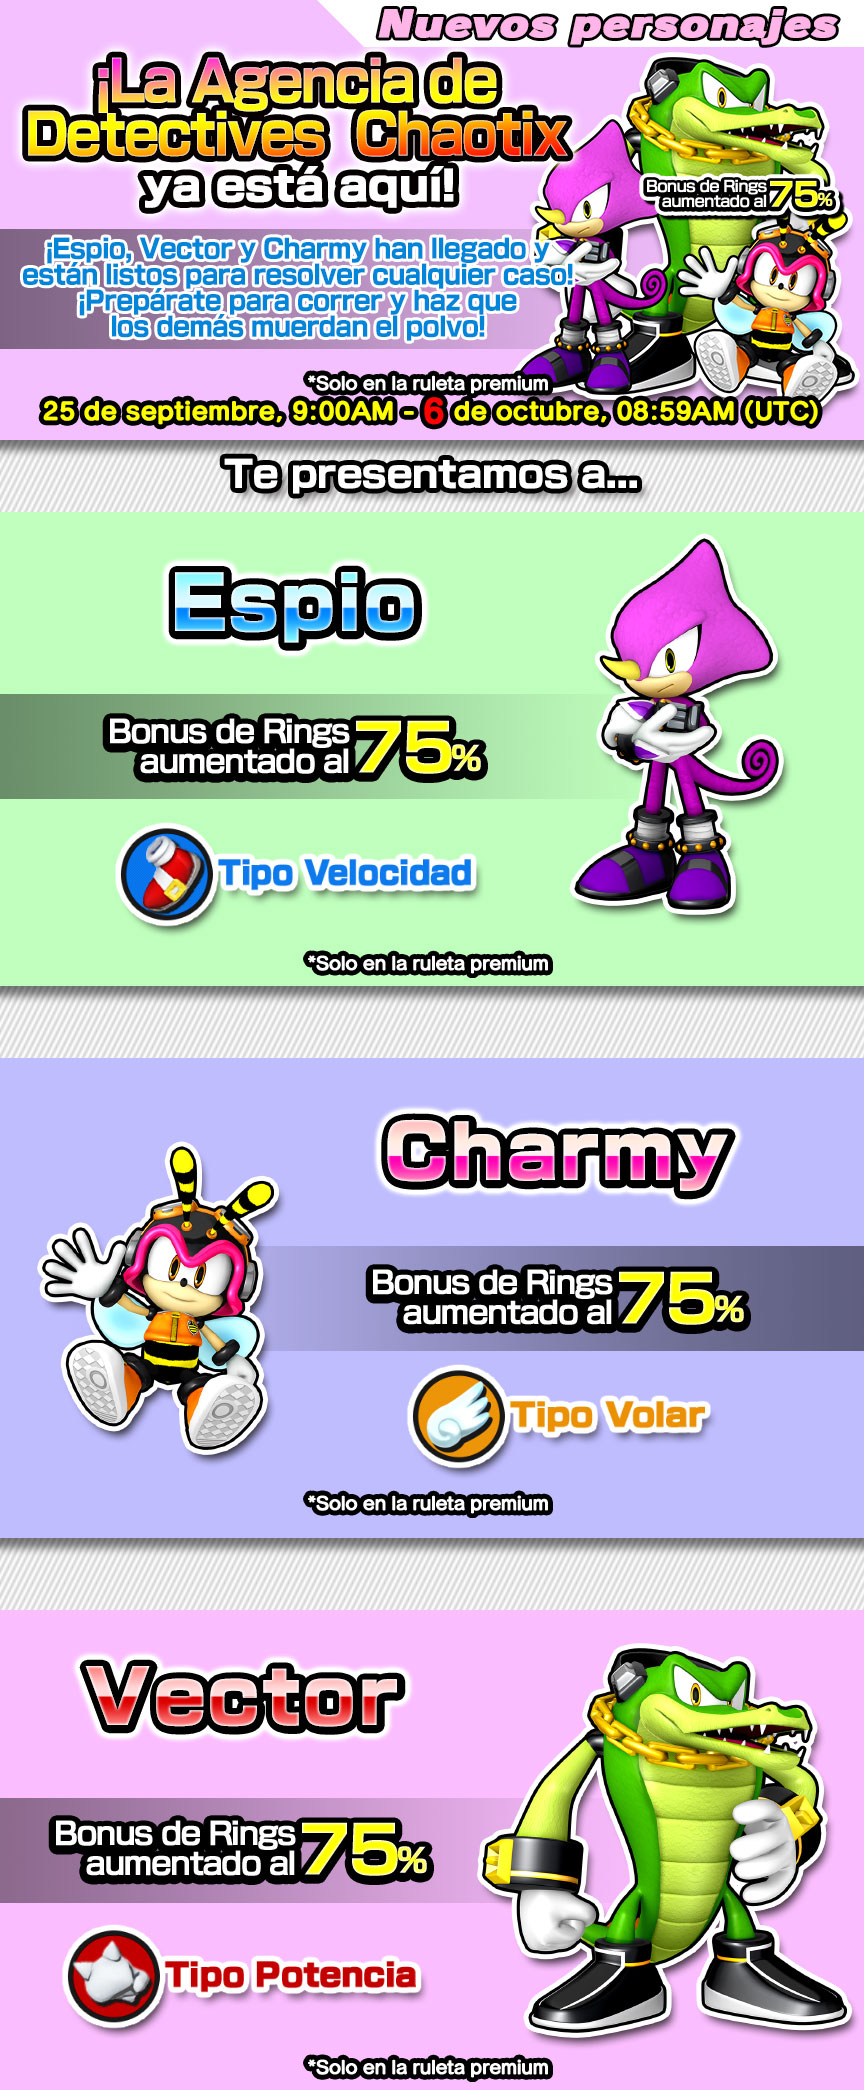 Nuevos personajes
¡La Agencia de
Detectives Chaotix
ya está aquí!
Bonus de Rings
aumentado al 75%
¡Espio, Vector y Charmy han llegado y
están listos para resolver cualquier caso!
¡Prepárate para correr y haz que
los demás muerdan el polvo!
*Solo en la ruleta premium
25 de septiembre, 9:00AM - 6 de octubre, 08:59AM (UTC)
Te presentamos a...
Espio
Bonus de Rings
aumentado al 75%
Tipo Velocidad
*Solo en la ruleta premium
Charmy
Bonus de Rings
aumentado al 75%
Tipo Volar
*Solo en la ruleta premium
Vector
Bonus de Rings
aumentado al 75%
Tipo Potencia
*Solo en la ruleta premium